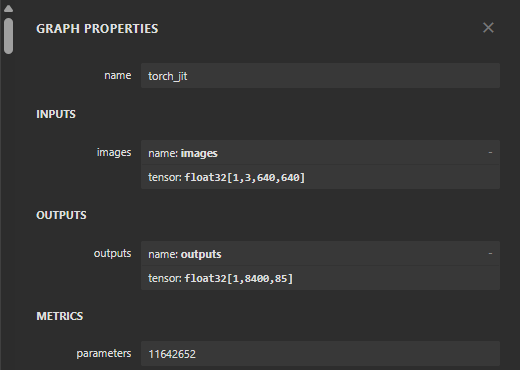 GRAPH PROPERTIES
name torch_jit
INPUTS
images name: images -
tensor: float32[1,3,640,640]
OUTPUTS
outputs name: outputs -
tensor: float32[1,8400,85]
METRICS
parameters 11642652